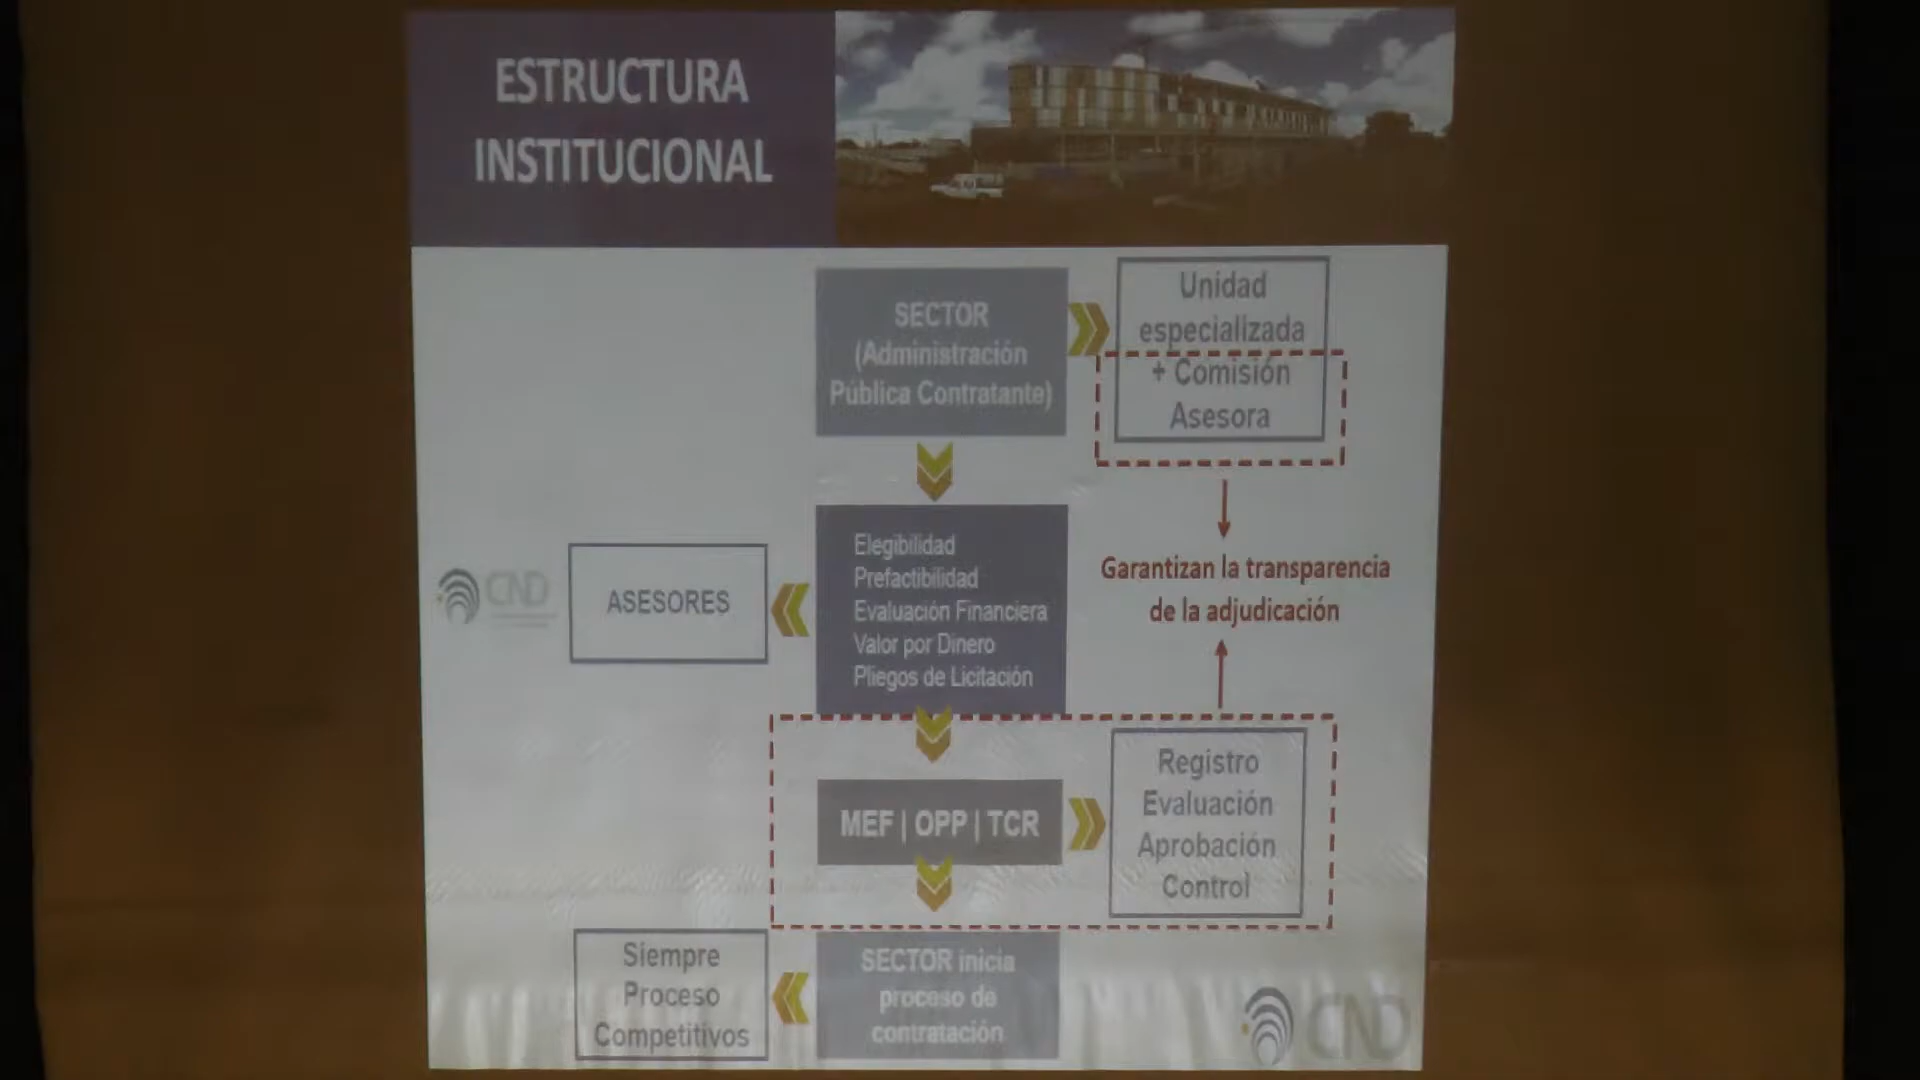 ESTRUCTURA
INSTITUCIONAL
SECTOR
(Administración
Pública Contratante)
Unidad
especializada
+ Comisión
Asesora
Garantizan la transparencia
de la adjudicación
CND
ASESORES
Elegibilidad
Prefactibilidad
Evaluación Financiera
Valor por Dinero
Pliegos de Licitación
MEF | OPP | TCR
Registro
Evaluación
Aprobación
Control
Siempre
Proceso
Competitivos
SECTOR inicia
proceso de
contratación
CND